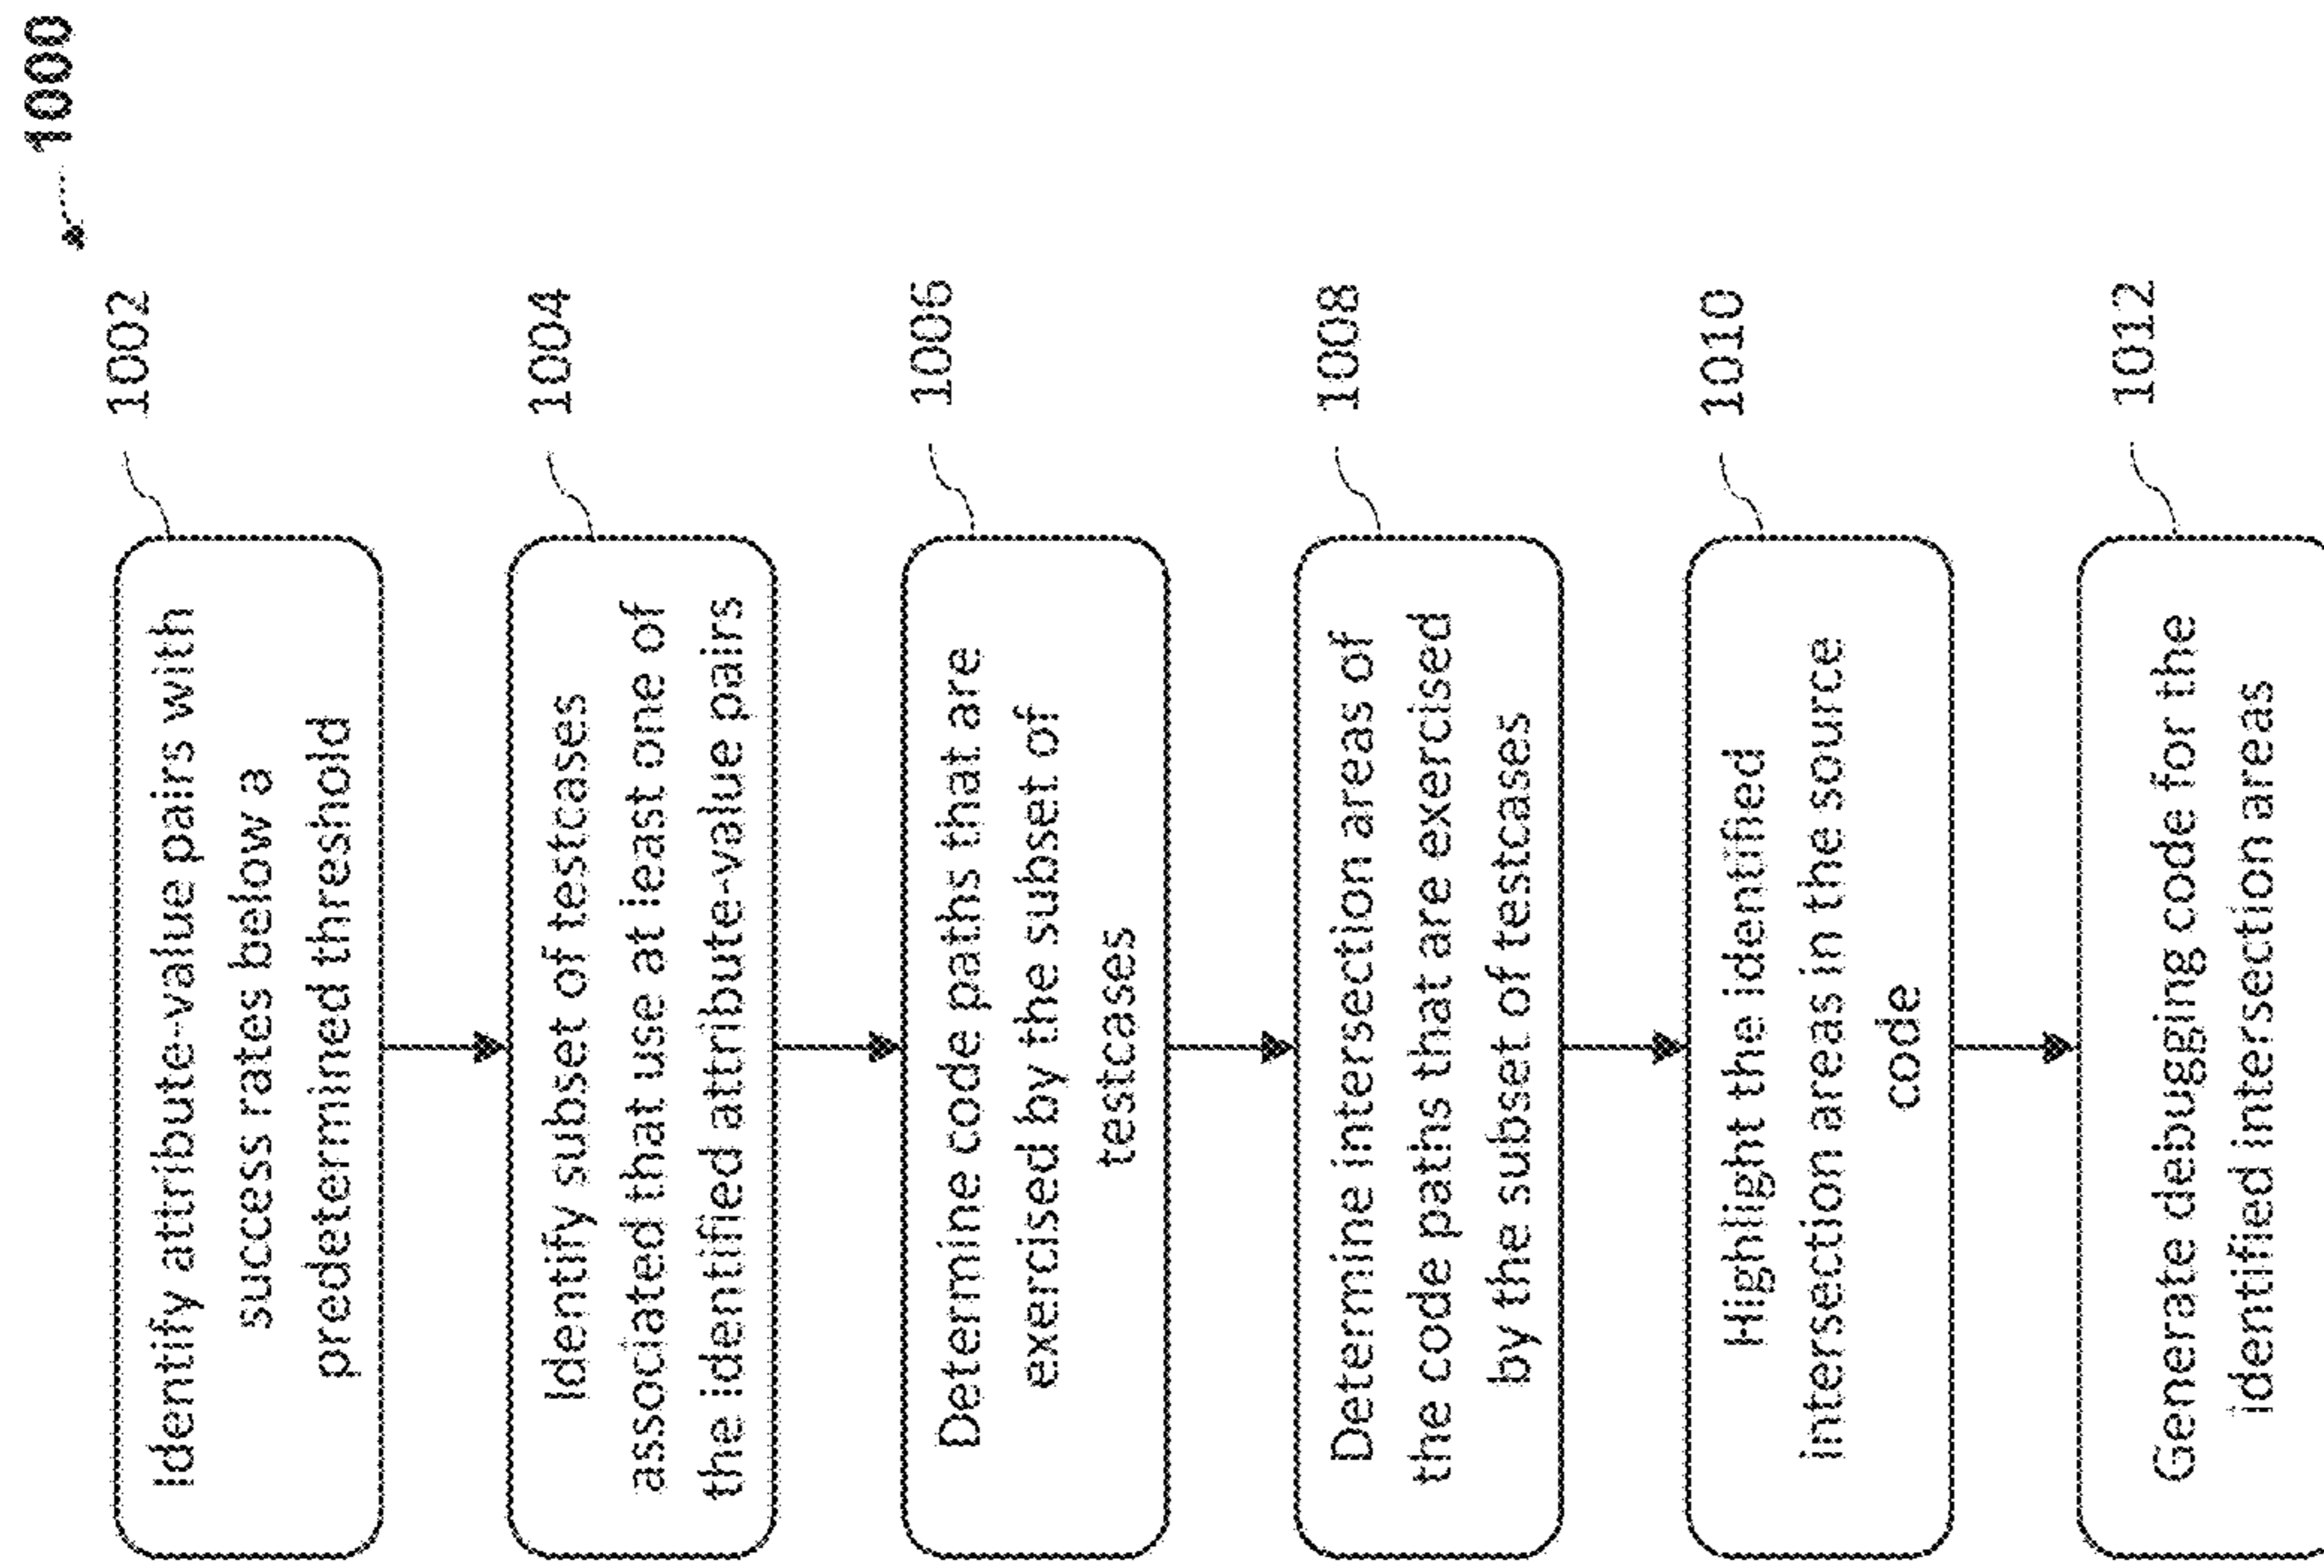 1000
1002
Identify attribute-value pairs with
success rates below a
predetermined threshold
1004
Identify subset of testcases
associated that use at least one of
the identified attribute-value pairs
1006
Determine code paths that are
exercised by the subset of
testcases
1008
Determine intersection areas of
the code paths that are exercised
by the subset of testcases
1010
Highlight the identified
intersection areas in the source
code
1012
Generate debugging code for the
identified intersection areas